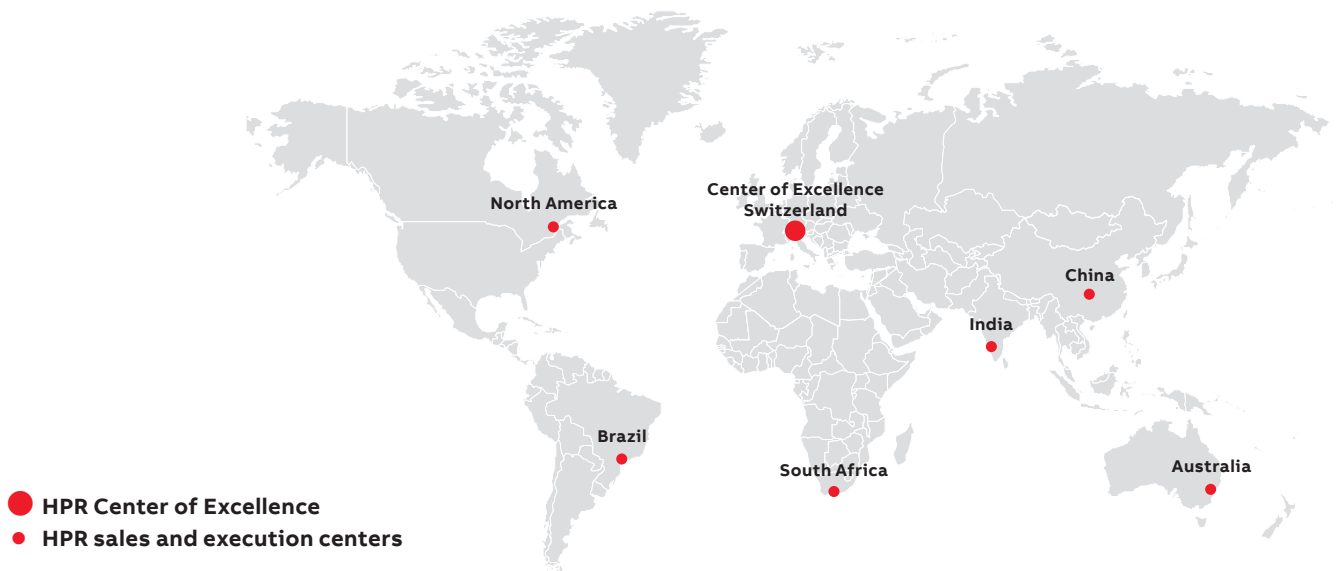 Center of Excellence
Switzerland
North America
China
India
Brazil
South Africa
Australia
HPR Center of Excellence
HPR sales and execution centers